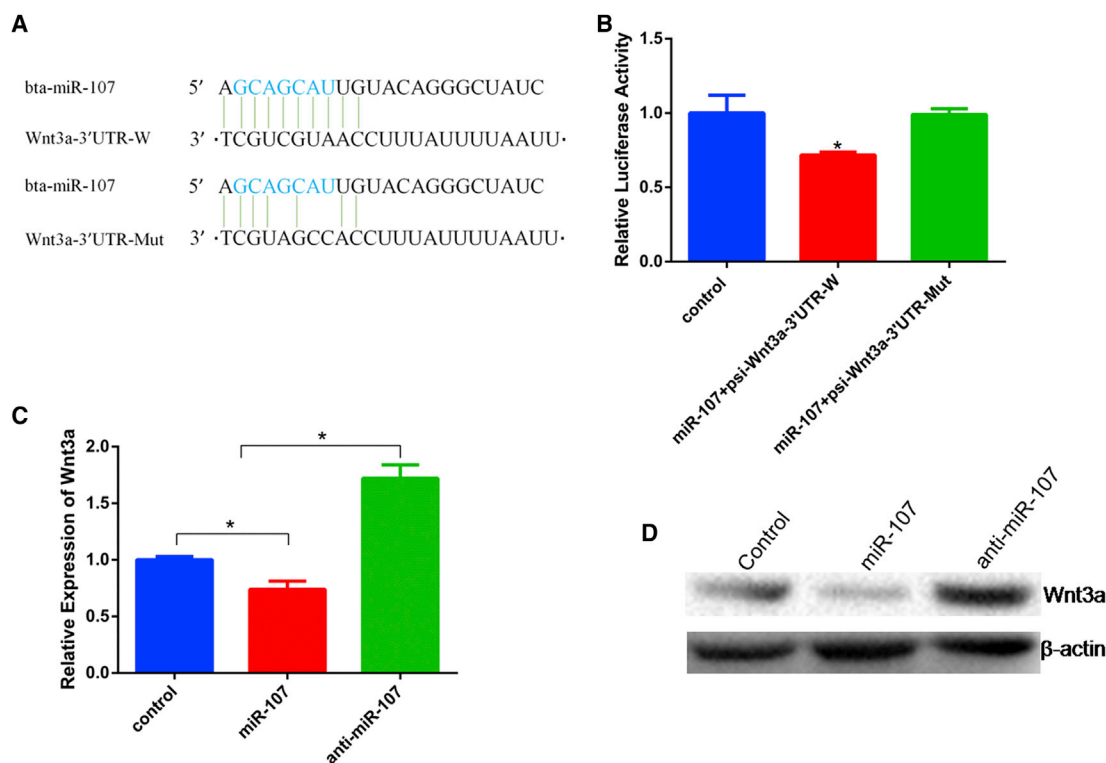 A
bta-miR-107 5′ AGCAGCAUUGUACAGGGCUAUC
Wnt3a-3′UTR-W 3′ ·TCGUCGUAACCUUUAUUUUAAUU·
bta-miR-107 5′ AGCAGCAUUGUACAGGGCUAUC
Wnt3a-3′UTR-Mut 3′ ·TCGUAGCCACCUUUAUUUUAAUU·
B
Relative Luciferase Activity
1.5
1.0
0.5
0.0
*
control
miR-107+psi-Wnt3a-3'UTR-W
miR-107+psi-Wnt3a-3'UTR-Mut
C
Relative Expression of Wnt3a
2.0
1.5
1.0
0.5
0.0
*
*
control
miR-107
anti-miR-107
D
Control
miR-107
anti-miR-107
Wnt3a
β-actin